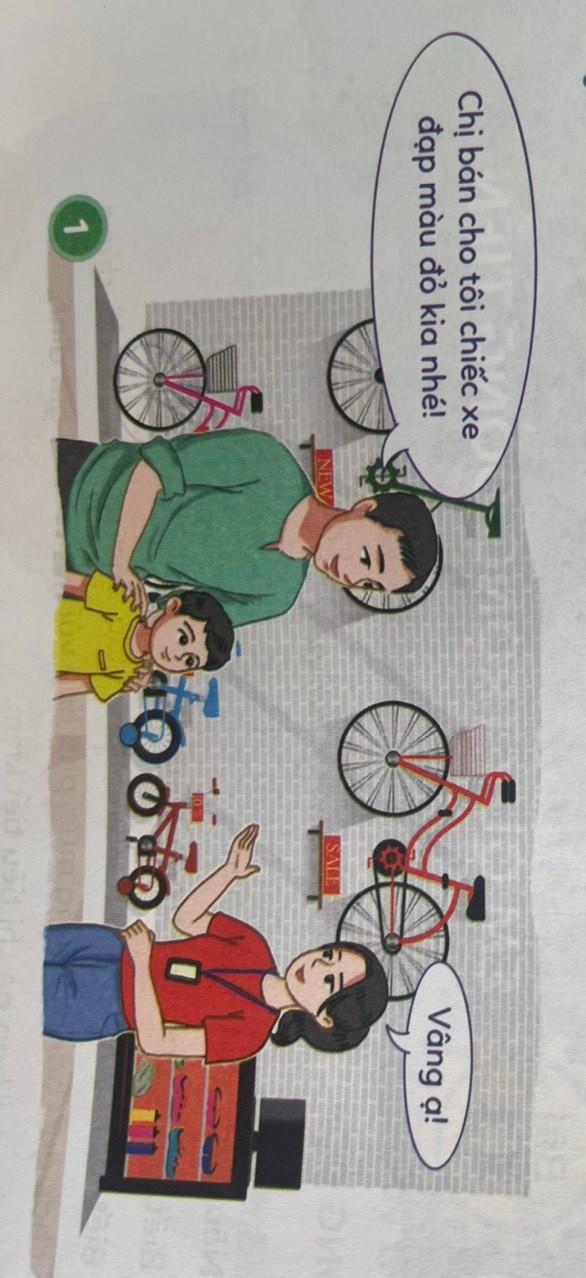 Chị bán cho tôi chiếc xe
đạp màu đỏ kia nhé!
Vâng ạ!
NEW
SALE
1